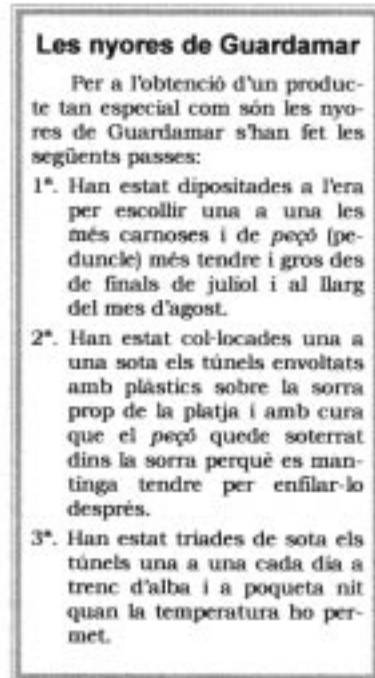 Les nyores de Guardamar
Per a l'obtenció d'un produc-
te tan especial com són les nyo-
res de Guardamar s'han fet les
següents passes:
1ª. Han estat dipositades a l'era
per escollir una a una les
més carnoses i de peçó (pe-
duncle) més tendre i gros des
de finals de juliol i al llarg
del mes d'agost.
2ª. Han estat col·locades una a
una sota els túnels envoltats
amb plàstics sobre la sorra
prop de la platja i amb cura
que el peçó quede soterrat
dins la sorra perquè es man-
tinga tendre per enfilar-lo
després.
3ª. Han estat triades de sota els
túnels una a una cada dia a
trenc d'alba i a poqueta nit
quan la temperatura ho per-
met.